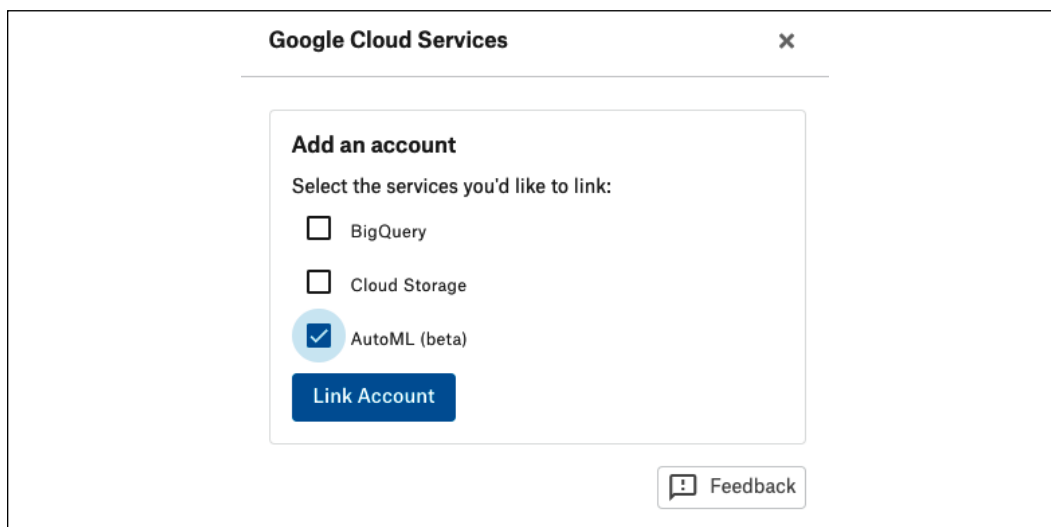 Google Cloud Services
Add an account
Select the services you'd like to link:
BigQuery
Cloud Storage
AutoML (beta)
Link Account
Feedback